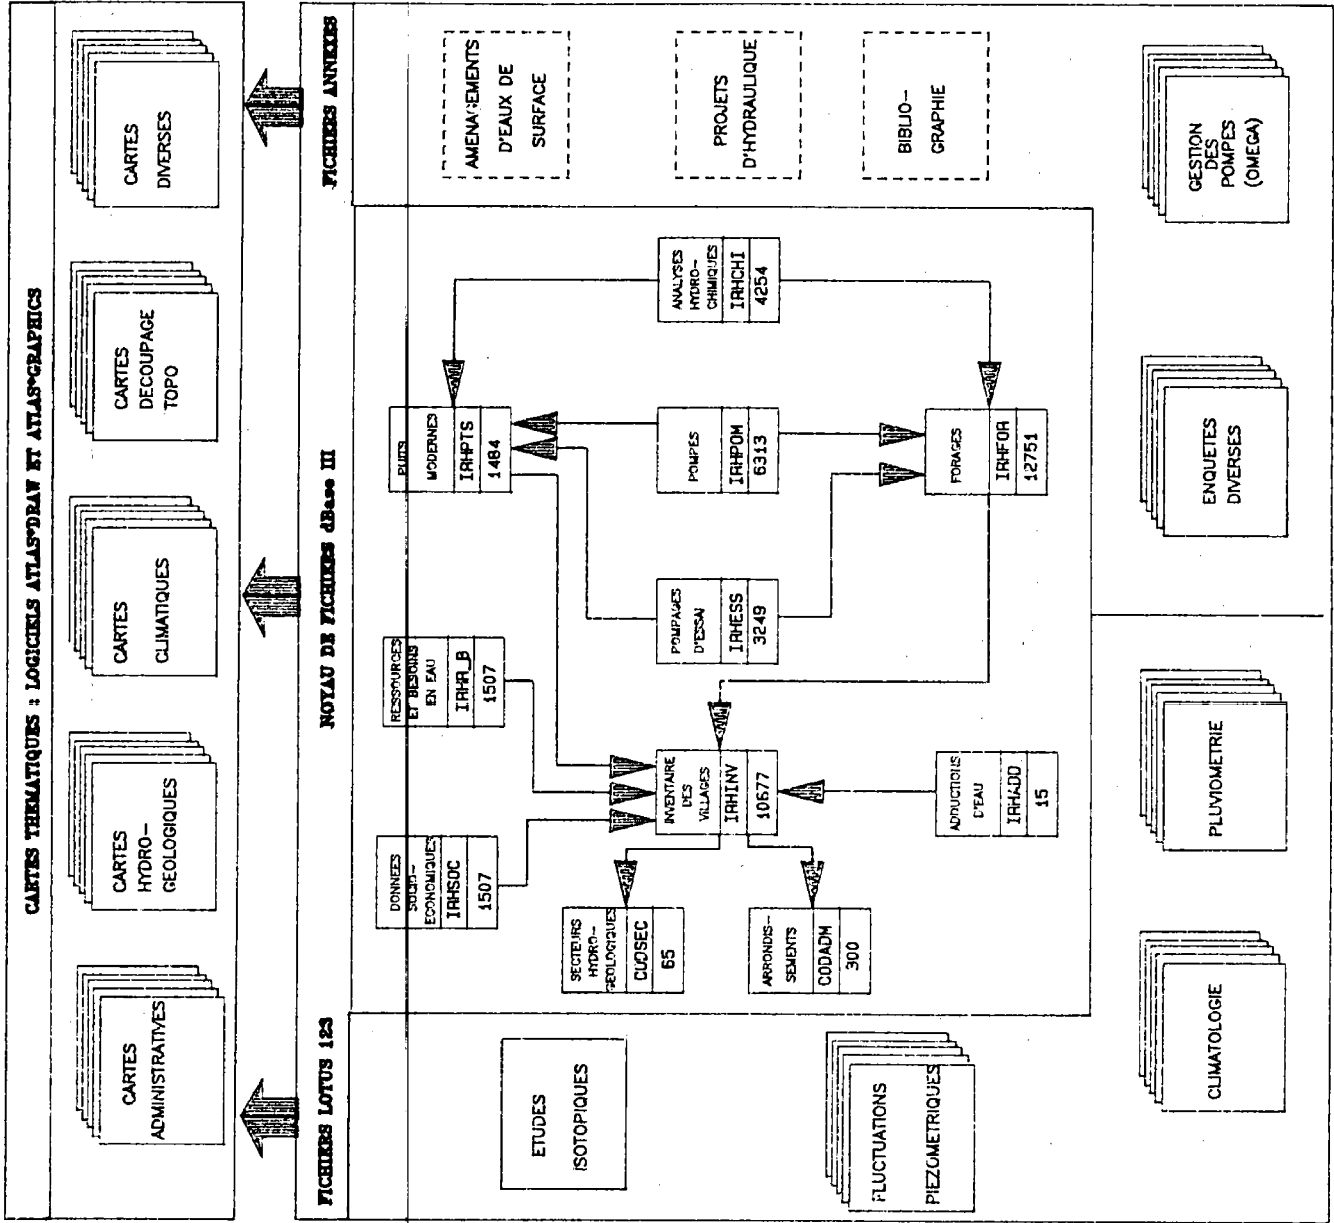 CARTES THEMATIQUES : LOGICIELS ATLAS*DRAW ET ATLAS*GRAPHICS
CARTES
ADMINISTRATIVES
CARTES
HYDRO-
GEOLOGIQUES
CARTES
CLIMATIQUES
CARTES
DECOUPAGE
TOPO
CARTES
DIVERSES
FICHIERS LOTUS 123
NOYAU DE FICHIERS dBase III
FICHIERS ANNEXES
ETUDES
ISOTOPIQUES
FLUCTUATIONS
PIEZOMETRIQUES
DONNEES
SOCIO-
ECONOMIQUES
IRHSOC
1507
RESSOURCES
ET BESOINS
EN EAU
IRHR_B
1507
PUITS
MODERNES
IRHPTS
1484
SECTEURS
HYDRO-
GEOLOGIQUES
CODSEC
65
ARRONDIS-
SEMENTS
CODADM
300
INVENTAIRE
DES
VILLAGES
IRHINV
10677
POMPAGES
D'ESSAI
IRHESS
3249
POMPES
IRHPOM
6313
ANALYSES
HYDRO-
CHIMIQUES
IRHCHI
4254
ADDUCTIONS
D'EAU
IRHADD
15
FORAGES
IRHFOR
12751
AMENAGEMENTS
D'EAUX DE
SURFACE
PROJETS
D'HYDRAULIQUE
BIBLIO-
GRAPHIE
CLIMATOLOGIE
PLUVIOMETRIE
ENQUETES
DIVERSES
GESTION
DES
POMPES
(OMEGA)